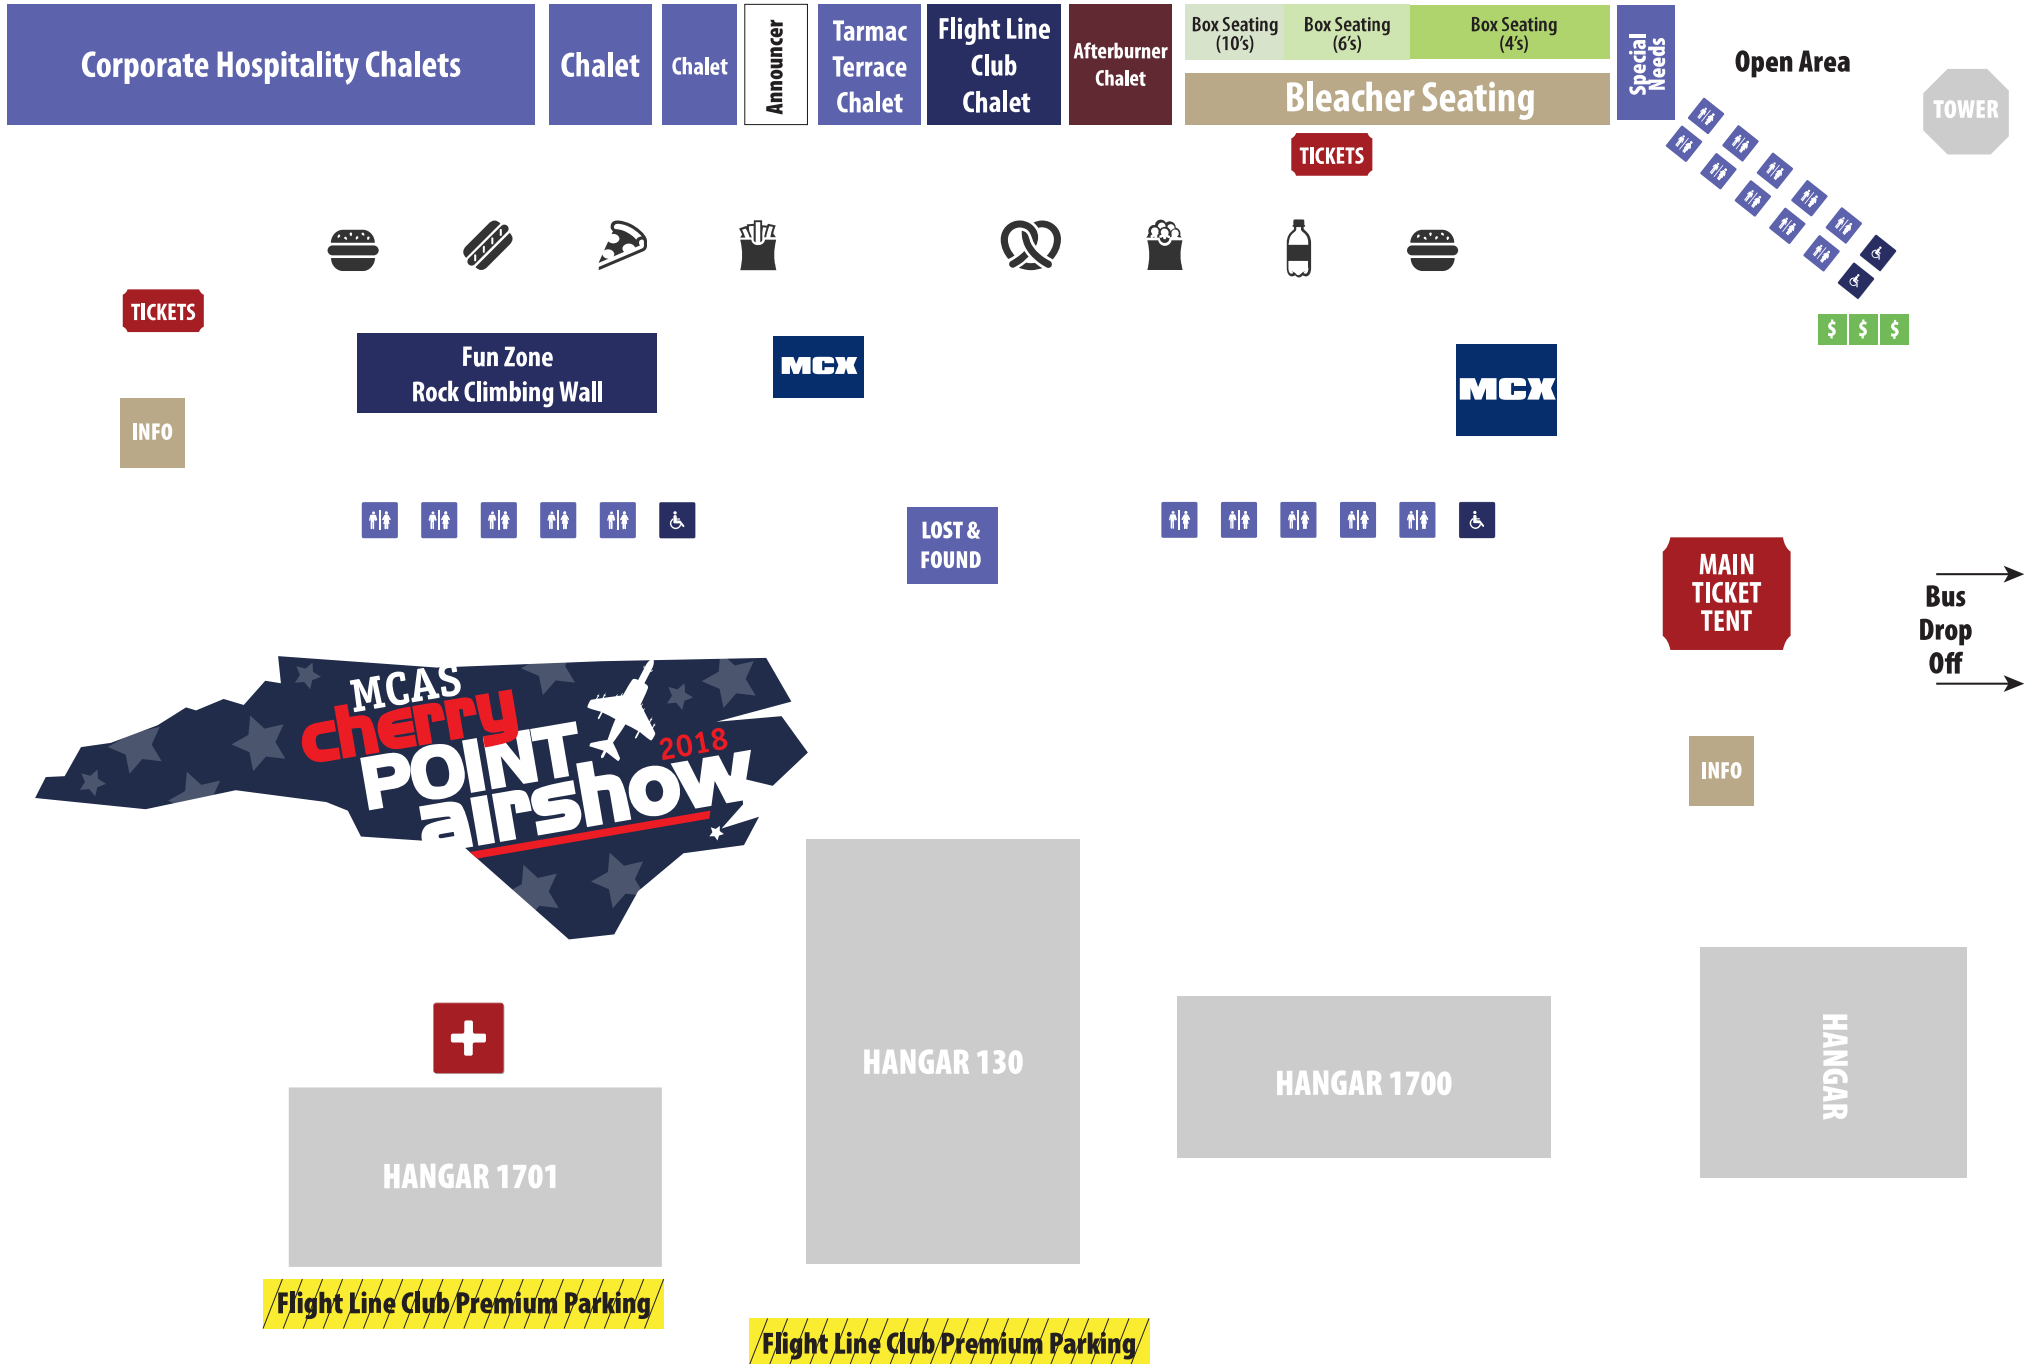 Corporate Hospitality Chalets
Chalet
Chalet
Announcer
Tarmac
Terrace
Chalet
Flight Line
Club
Chalet
Afterburner
Chalet
Box Seating
(10's)
Box Seating
(6's)
Box Seating
(4's)
Bleacher Seating
Special
Needs
Open Area
TOWER
TICKETS
TICKETS
$ $ $
Fun Zone
Rock Climbing Wall
MCX
MCX
INFO
LOST &
FOUND
MAIN
TICKET
TENT
Bus
Drop
Off
MCAS
cherry
POINT
2018
airshow
INFO
HANGAR 130
HANGAR 1700
HANGAR
HANGAR 1701
Flight Line Club Premium Parking
Flight Line Club Premium Parking